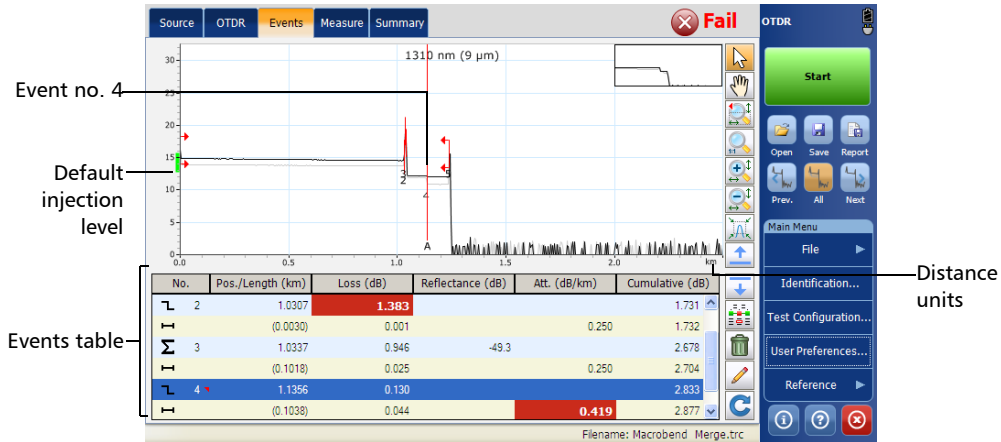 Source OTDR Events Measure Summary Fail
OTDR
1310 nm (9 µm)
30
25
20
15
10
5
0.0 0.5 1.0 1.5 2.0 km
3
2
4
5
A
Event no. 4
Default
injection
level
Events table
Distance
units
No. Pos./Length (km) Loss (dB) Reflectance (dB) Att. (dB/km) Cumulative (dB)
2 1.0307 1.383 1.731
(0.0030) 0.001 0.250 1.732
3 1.0337 0.946 -49.3 2.678
(0.1018) 0.025 0.250 2.704
4 1.1356 0.130 2.833
(0.1038) 0.044 0.419 2.877
Filename: Macrobend Merge.trc
1:1
Start
Open Save Report
Prev. All Next
Main Menu
File
Identification...
Test Configuration...
User Preferences...
Reference